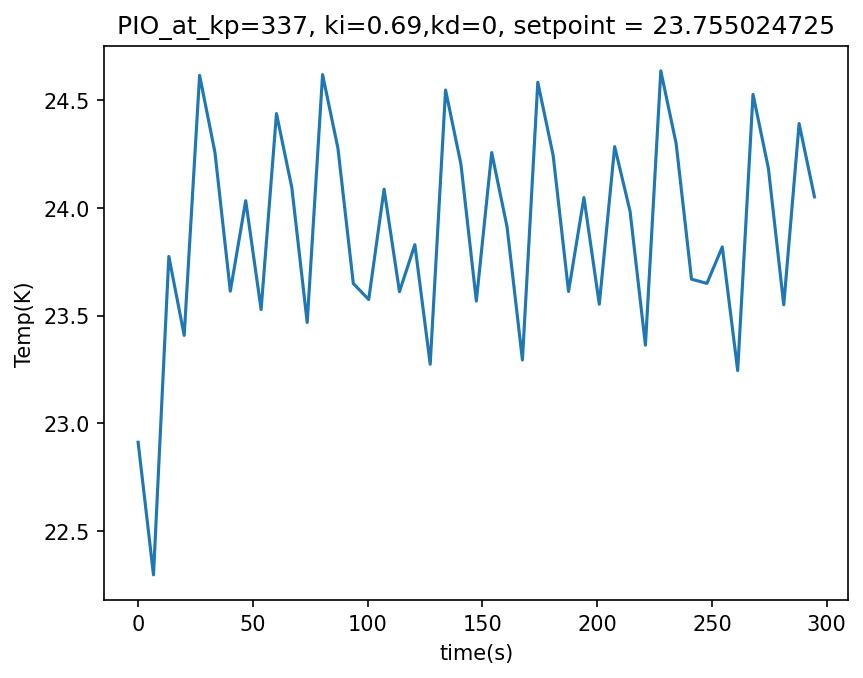 PIO_at_kp=337, ki=0.69,kd=0, setpoint = 23.755024725
24.5
24.0
23.5
23.0
22.5
Temp(K)
0 50 100 150 200 250 300
time(s)